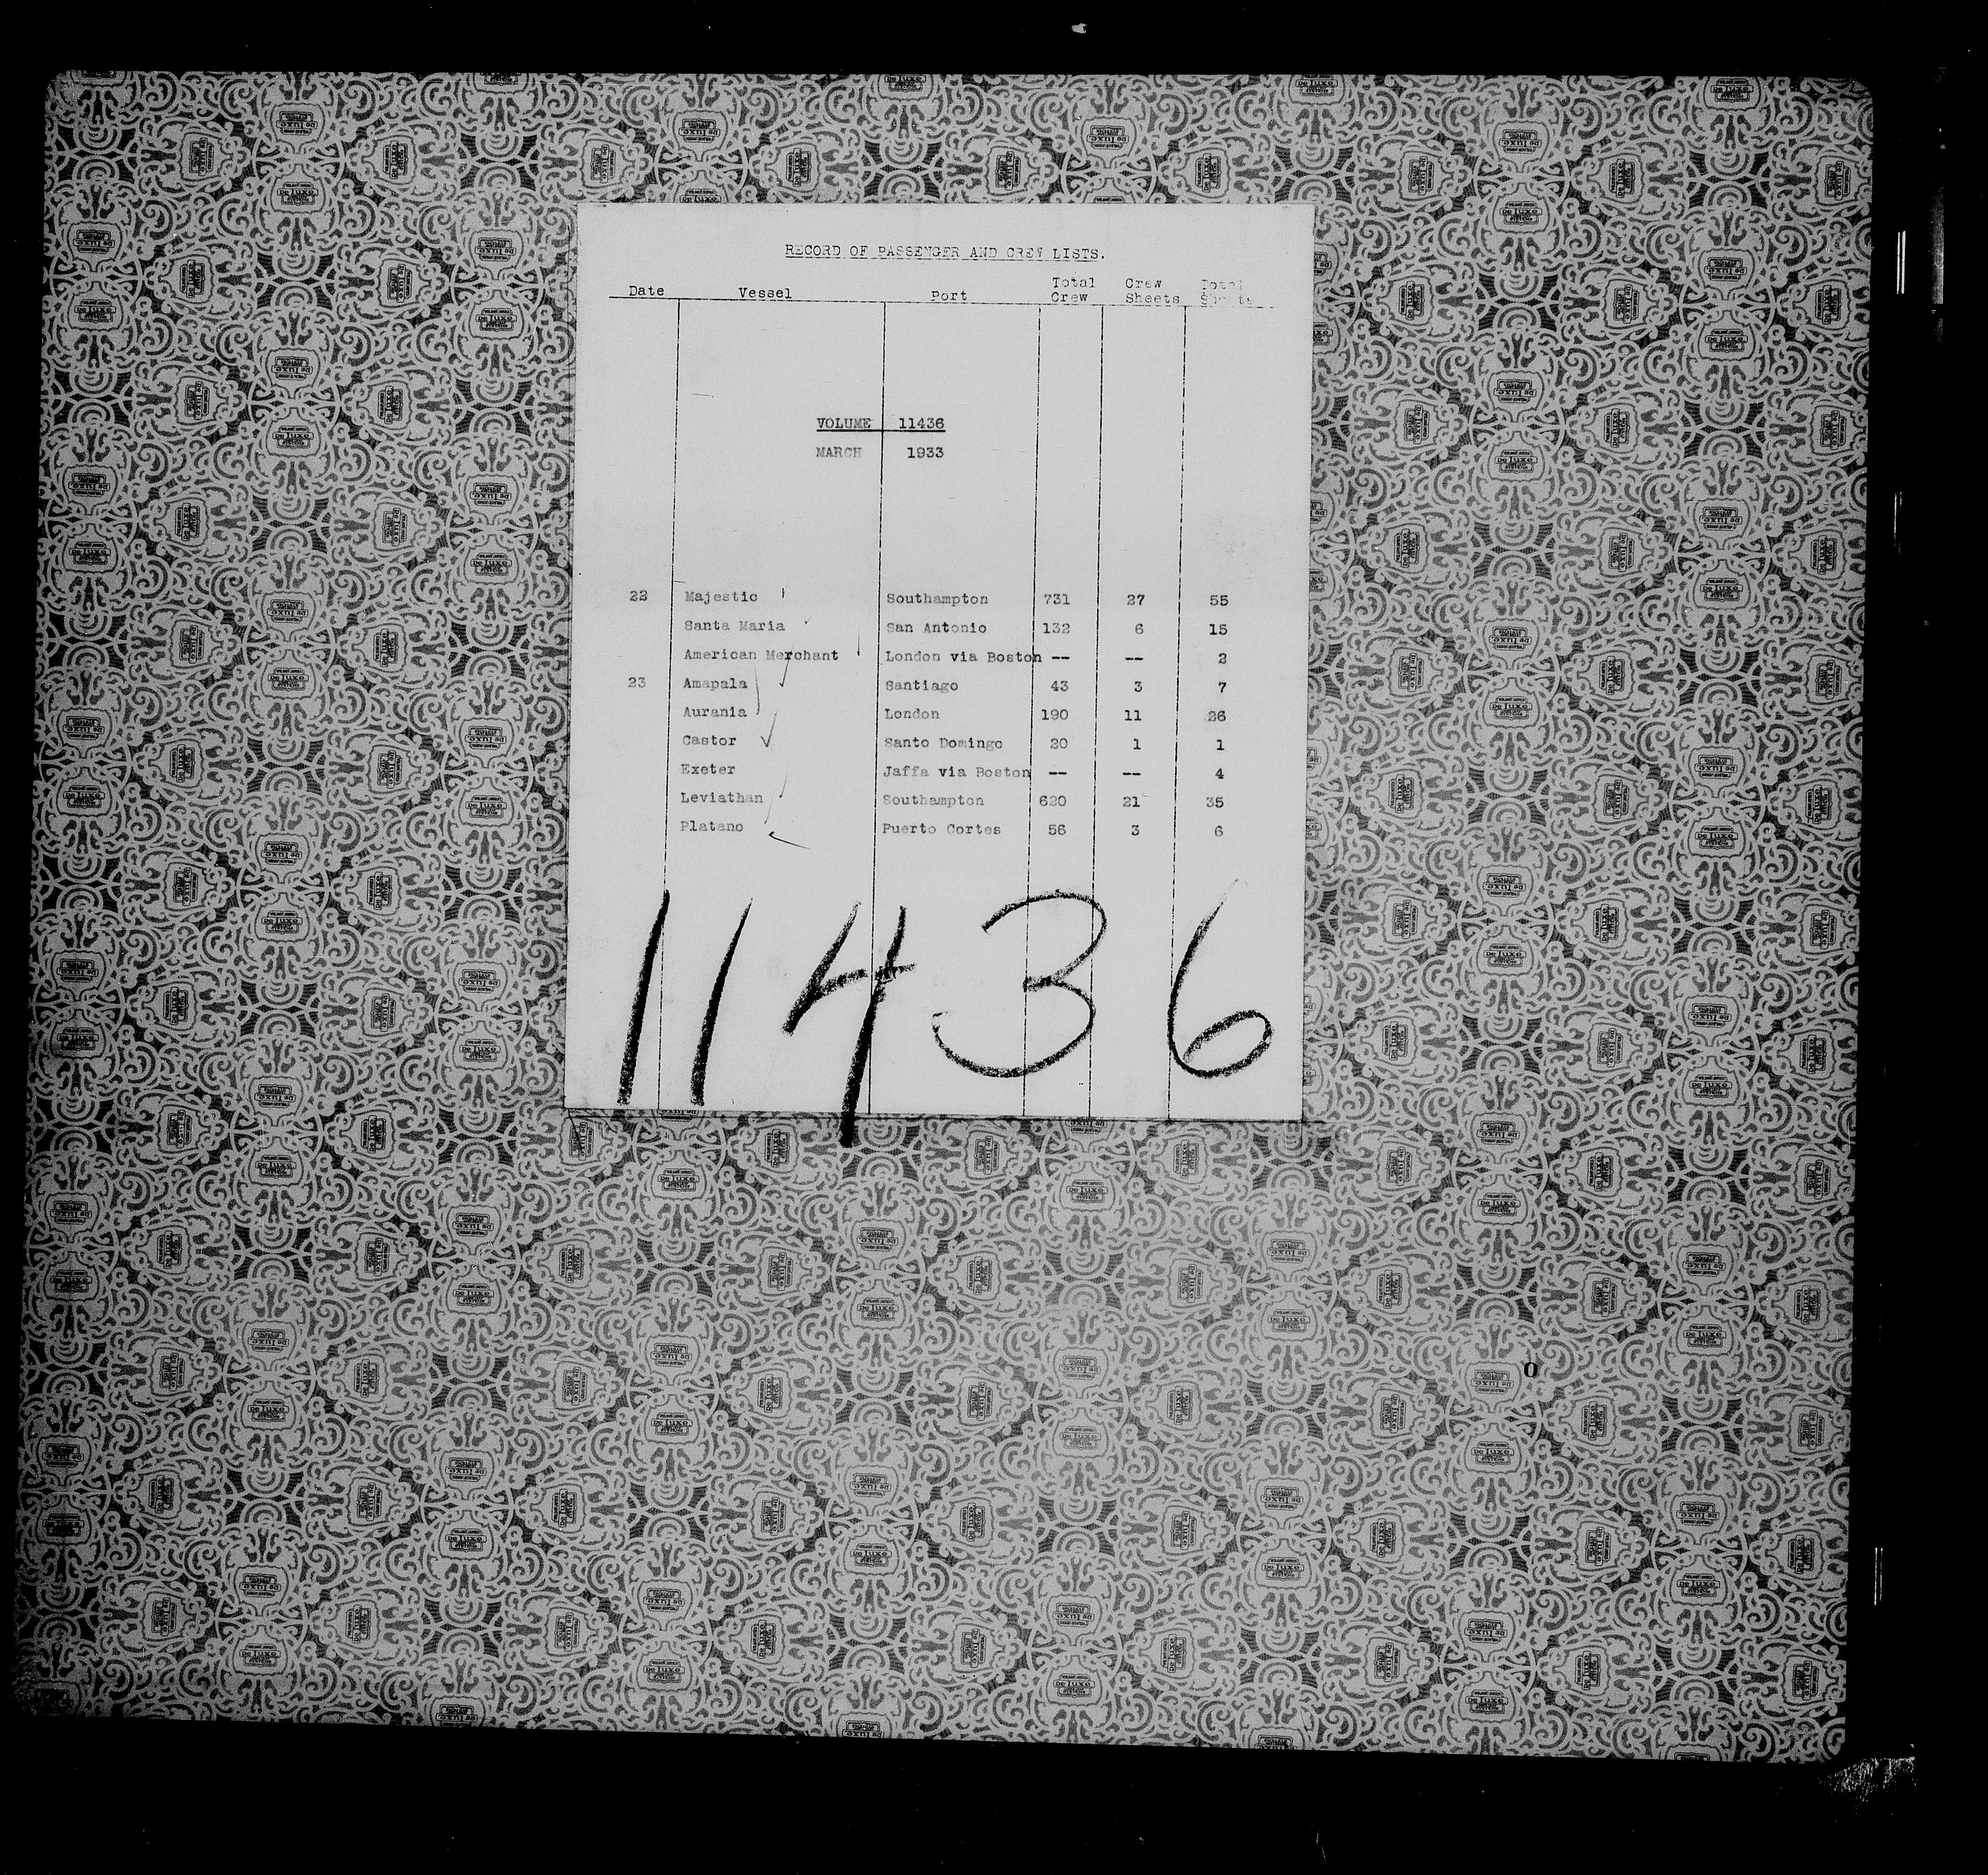 RECORD OF PASSENGER AND CREW LISTS.
Date Vessel Port Total Crew Crew Sheets Total Sheets
VOLUME 11436
MARCH 1933
22 Majestic Southampton 731 27 55
Santa Maria San Antonio 132 6 15
American Merchant London via Boston -- -- 2
23 Amapala Santiago 43 3 7
Aurania London 190 11 26
Castor Santo Domingo 20 1 1
Exeter Jaffa via Boston -- -- 4
Leviathan Southampton 620 21 35
Platano Puerto Cortes 56 3 6
11436
De luxe